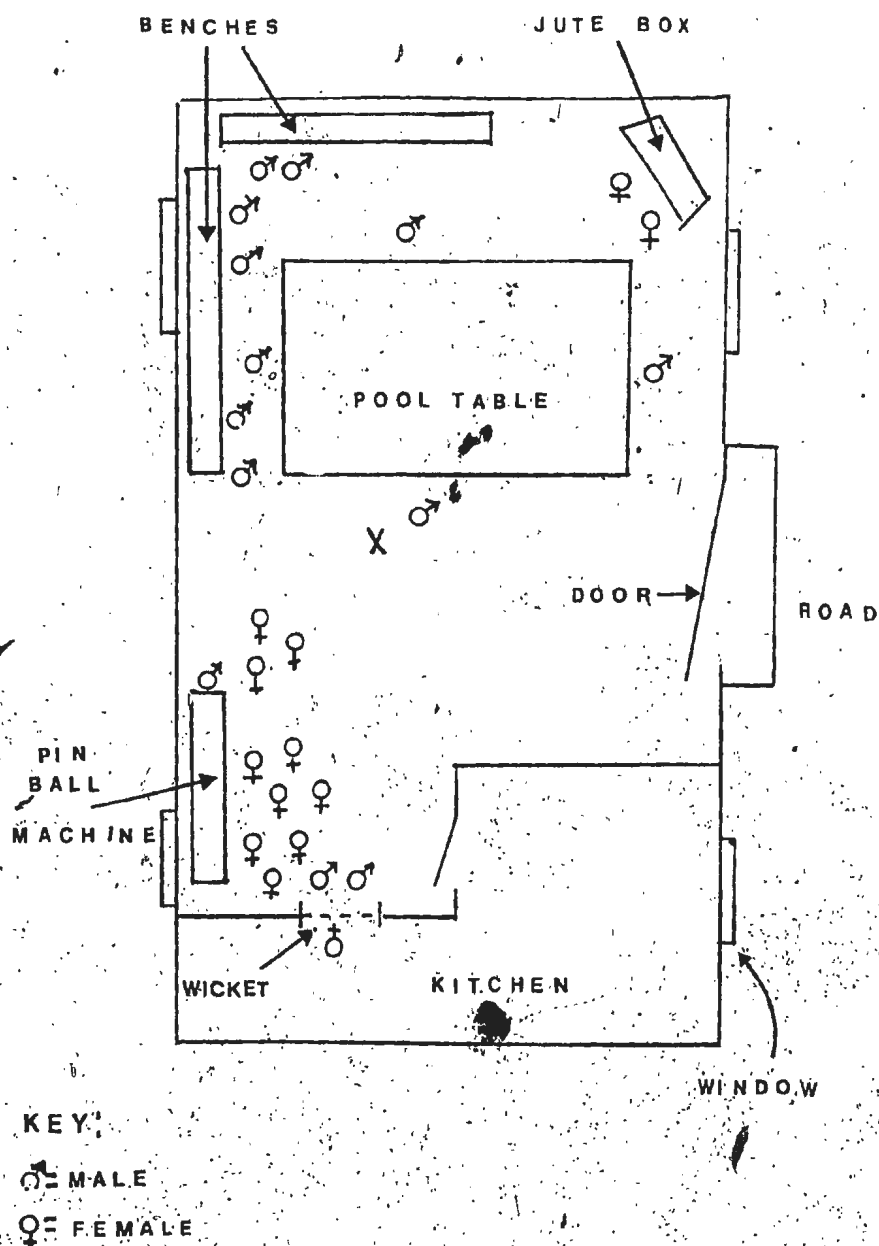 BENCHES
JUTE BOX
POOL TABLE
X
DOOR
ROAD
PIN
BALL
MACHINE
WICKET
KITCHEN
WINDOW
KEY:
♂= MALE
♀= FEMALE